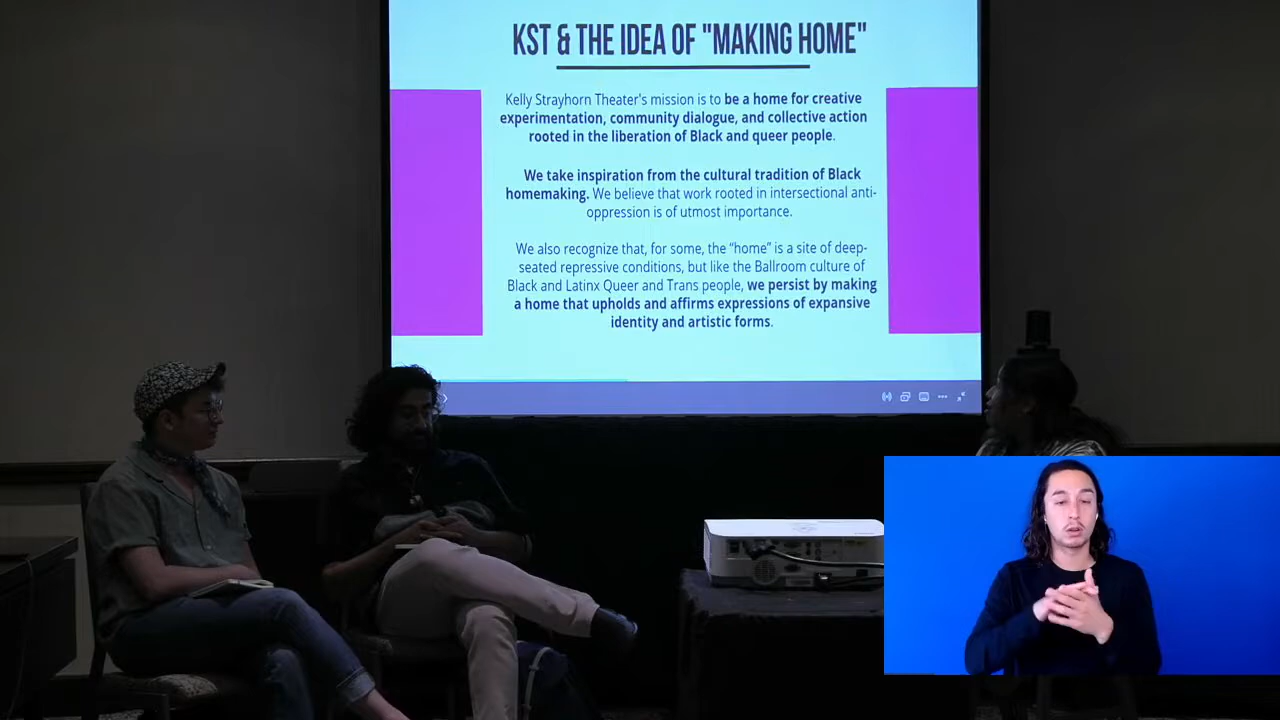 KST & THE IDEA OF "MAKING HOME"
Kelly Strayhorn Theater's mission is to be a home for creative
experimentation, community dialogue, and collective action
rooted in the liberation of Black and queer people.
We take inspiration from the cultural tradition of Black
homemaking. We believe that work rooted in intersectional anti-
oppression is of utmost importance.
We also recognize that, for some, the “home” is a site of deep-
seated repressive conditions, but like the Ballroom culture of
Black and Latinx Queer and Trans people, we persist by making
a home that upholds and affirms expressions of expansive
identity and artistic forms.